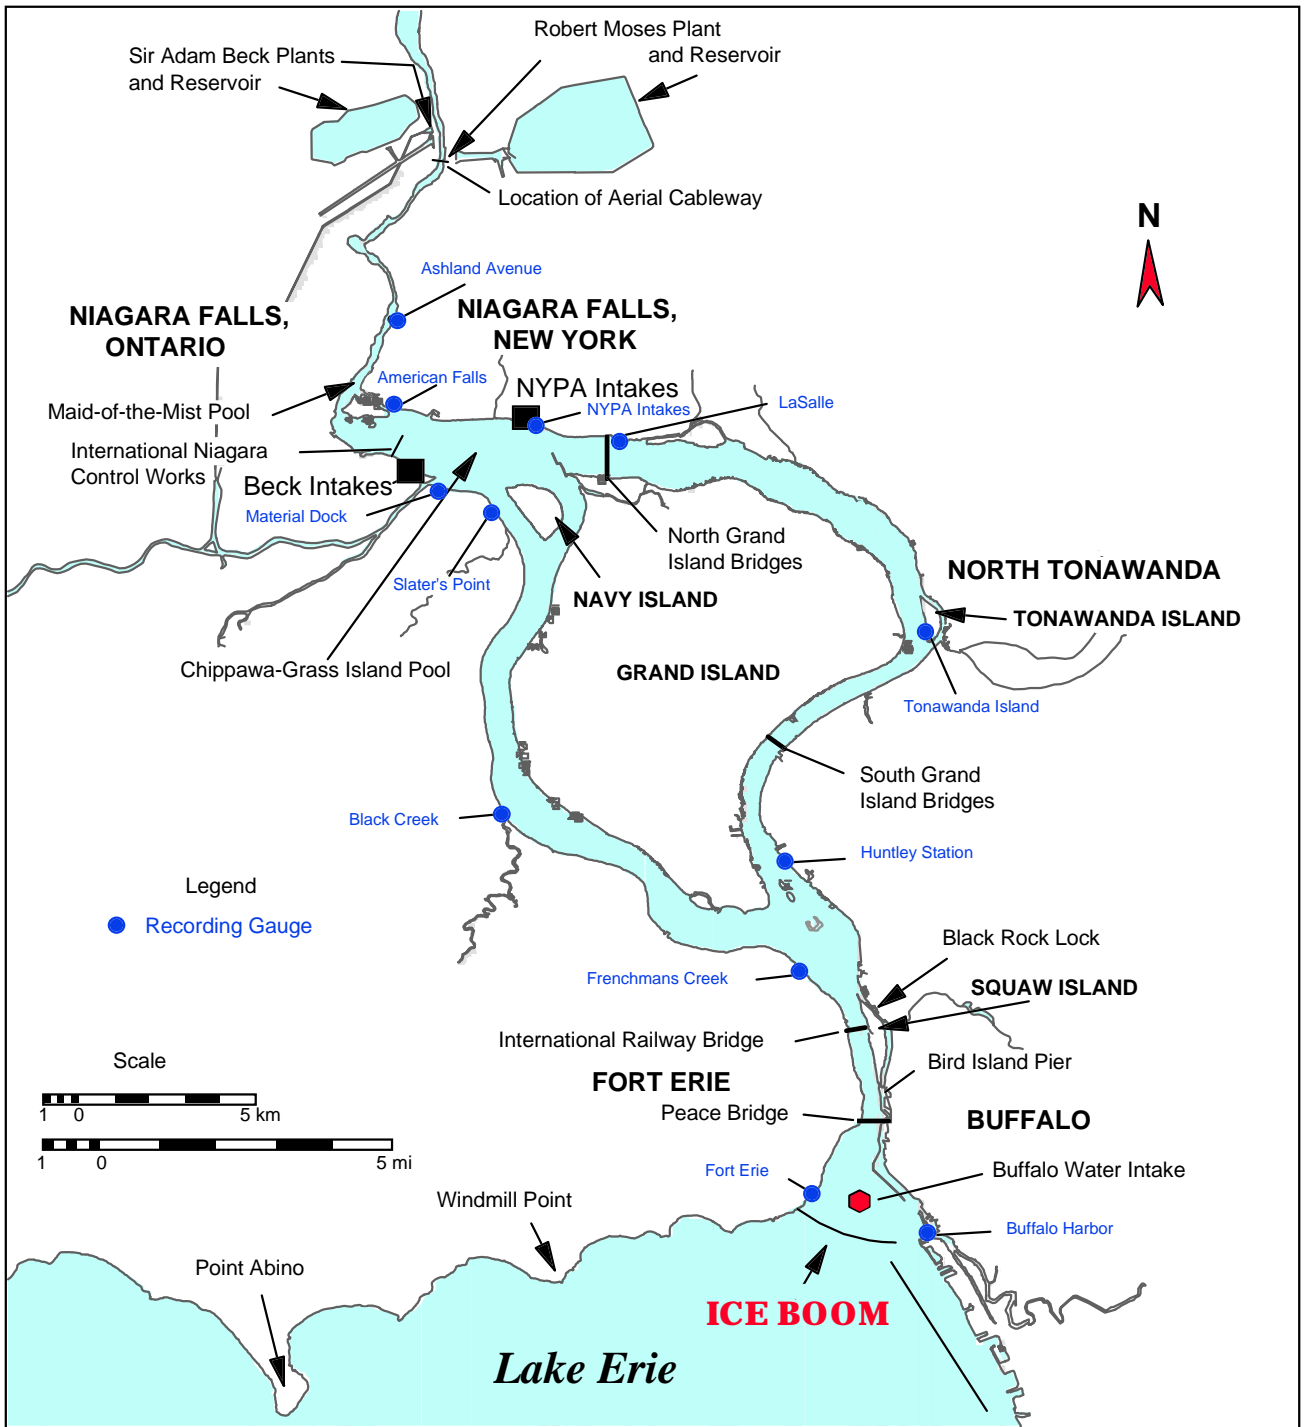 Robert Moses Plant
and Reservoir
Sir Adam Beck Plants
and Reservoir
Location of Aerial Cableway
N
Ashland Avenue
NIAGARA FALLS,
ONTARIO
NIAGARA FALLS,
NEW YORK
American Falls
NYPA Intakes
NYPA Intakes
LaSalle
Maid-of-the-Mist Pool
International Niagara
Control Works
Beck Intakes
Material Dock
North Grand
Island Bridges
Slater's Point
NAVY ISLAND
NORTH TONAWANDA
TONAWANDA ISLAND
Chippawa-Grass Island Pool
GRAND ISLAND
Tonawanda Island
South Grand
Island Bridges
Black Creek
Huntley Station
Legend
Recording Gauge
Black Rock Lock
Frenchmans Creek
SQUAW ISLAND
International Railway Bridge
Scale
Bird Island Pier
FORT ERIE
1 0 5 km
Peace Bridge
BUFFALO
1 0 5 mi
Fort Erie
Buffalo Water Intake
Windmill Point
Buffalo Harbor
Point Abino
ICE BOOM
Lake Erie